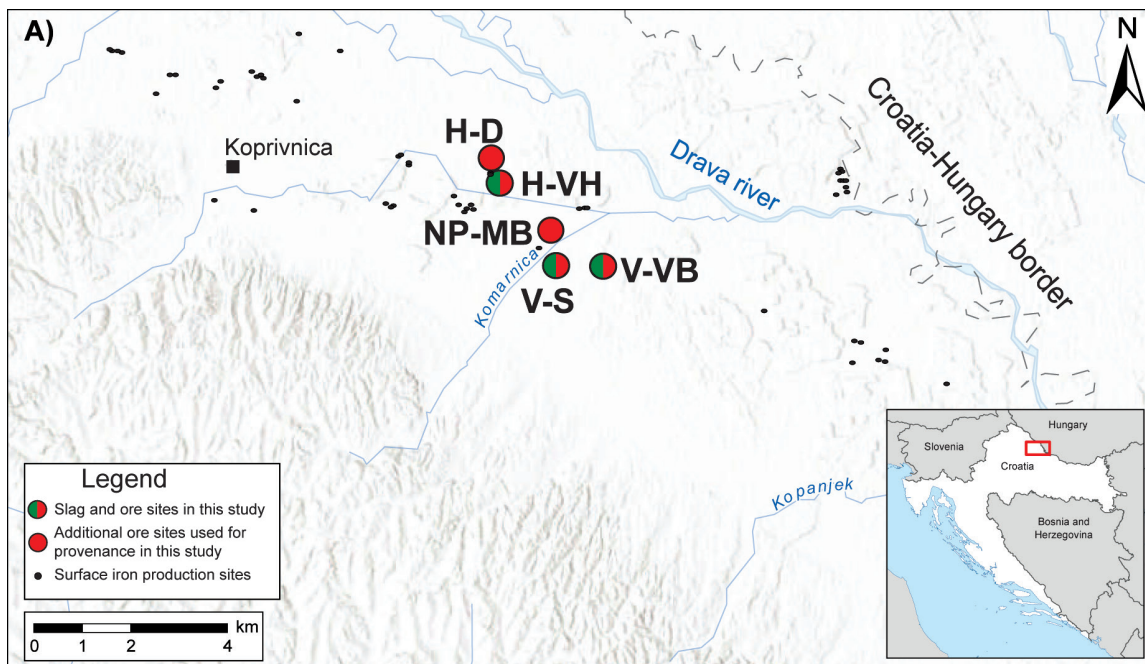 A)
N
Koprivnica
H-D
H-VH
NP-MB
V-S
V-VB
Komarnica
Drava river
Croatia-Hungary border
Kopanjek
Legend
Slag and ore sites in this study
Additional ore sites used for
provenance in this study
Surface iron production sites
km
0 1 2 4
Hungary
Slovenia
Croatia
Bosnia and
Herzegovina